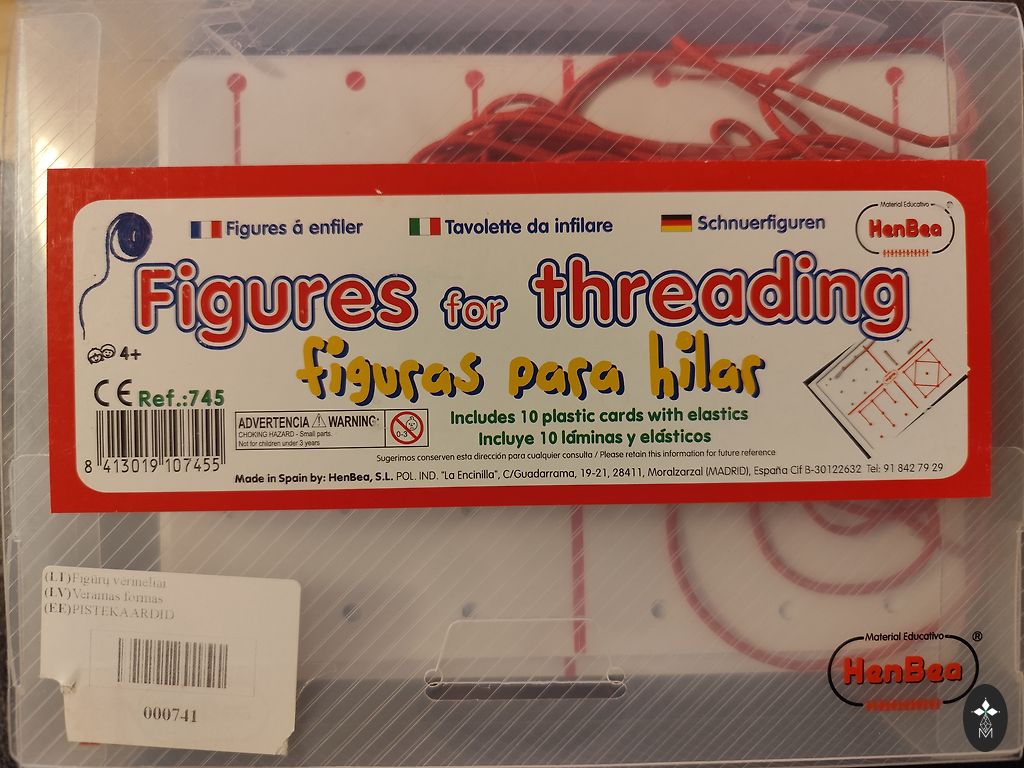 Figures á enfiler
Tavolette da infilare
Schnuerfiguren
Material Educativo
HenBea
Figures for threading
figuras para hilar
4+
CE Ref.:745
ADVERTENCIA WARNING:
CHOKING HAZARD - Small parts.
Not for children under 3 years
0-3
Includes 10 plastic cards with elastics
Incluye 10 láminas y elásticos
8 413019 107455
Sugerimos conserven esta dirección para cualquier consulta / Please retain this information for future reference
Made in Spain by: HenBea, S.L. POL. IND. "La Encinilla", C/Guadarrama, 19-21, 28411, Moralzarzal (MADRID), España Cif B-30122632 Tel: 91 842 79 29
(LT)Figūrų vėrinėliai
(LV)Veramas formas
(EE)PISTEKAARDID
000741
Material Educativo ®
HenBea
M